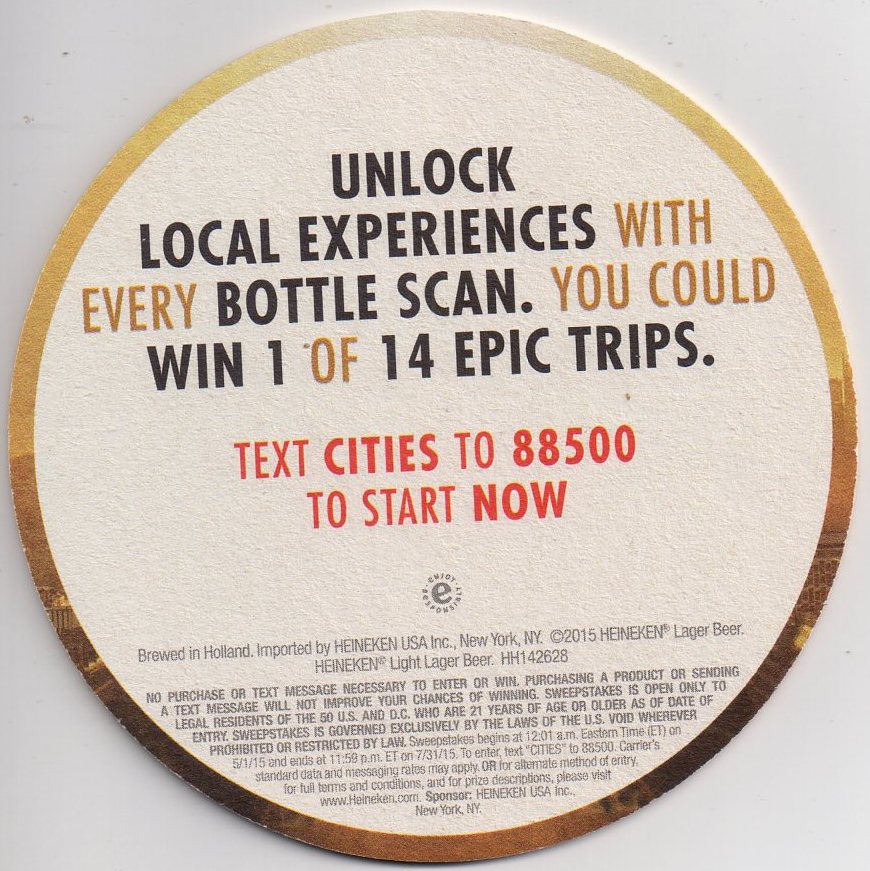 UNLOCK
LOCAL EXPERIENCES WITH
EVERY BOTTLE SCAN. YOU COULD
WIN 1 OF 14 EPIC TRIPS.
TEXT CITIES TO 88500
TO START NOW
ENJOY
e
RESPONSIBLY
Brewed in Holland. Imported by HEINEKEN USA Inc., New York, NY. ©2015 HEINEKEN® Lager Beer.
HEINEKEN® Light Lager Beer. HH142628
NO PURCHASE OR TEXT MESSAGE NECESSARY TO ENTER OR WIN. PURCHASING A PRODUCT OR SENDING
A TEXT MESSAGE WILL NOT IMPROVE YOUR CHANCES OF WINNING. SWEEPSTAKES IS OPEN ONLY TO
LEGAL RESIDENTS OF THE 50 U.S. AND D.C. WHO ARE 21 YEARS OF AGE OR OLDER AS OF DATE OF
ENTRY. SWEEPSTAKES IS GOVERNED EXCLUSIVELY BY THE LAWS OF THE U.S. VOID WHEREVER
PROHIBITED OR RESTRICTED BY LAW. Sweepstakes begins at 12:01 a.m. Eastern Time (ET) on
5/1/15 and ends at 11:59 p.m. ET on 7/31/15. To enter, text "CITIES" to 88500. Carrier's
standard data and messaging rates may apply. OR for alternate method of entry,
for full terms and conditions, and for prize descriptions, please visit
www.Heineken.com. Sponsor: HEINEKEN USA Inc.,
New York, NY.